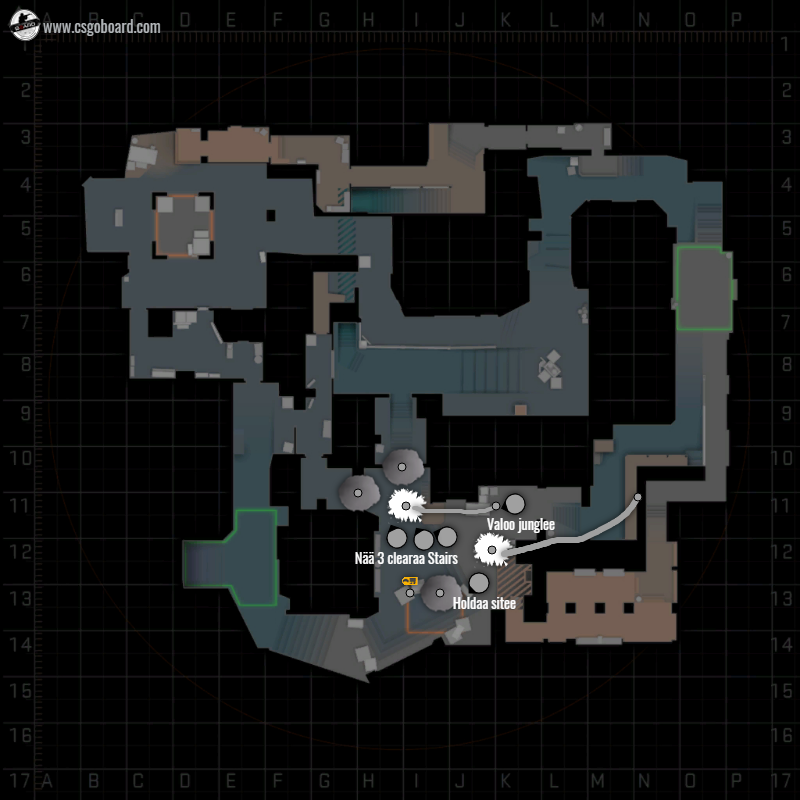 A B C D E F G H I J K L M N O P
www.csgoboard.com
1 1
2 2
3 3
4 4
5 5
6 6
7 7
8 8
9 9
10 10
11 11
Valoo junglee
12 12
Nää 3 clearaa Stairs
13 13
Holdaa sitee
14 14
15 15
16 16
17 17
A B C D E F G H I J K L M N O P